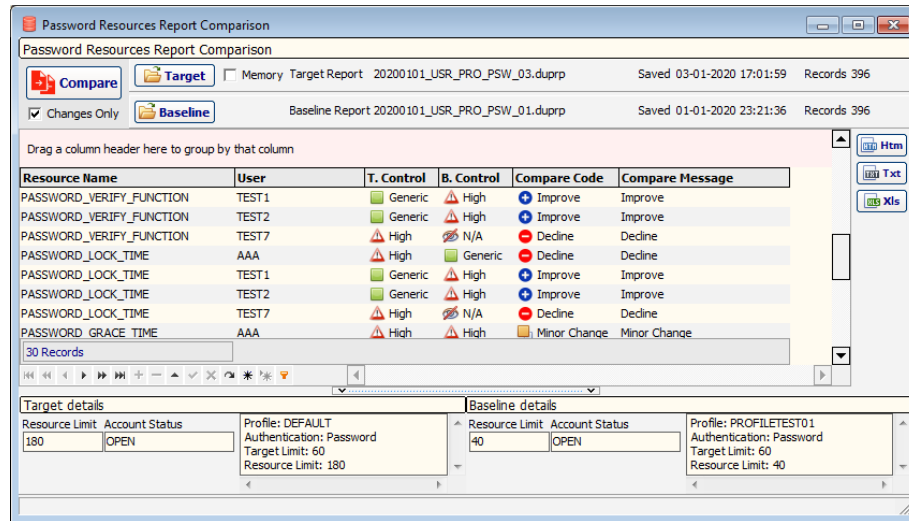 Password Resources Report Comparison
Password Resources Report Comparison
Compare
Target
Memory Target Report 20200101_USR_PRO_PSW_03.duprp Saved 03-01-2020 17:01:59 Records 396
Changes Only
Baseline
Baseline Report 20200101_USR_PRO_PSW_01.duprp Saved 01-01-2020 23:21:36 Records 396
Drag a column header here to group by that column
Htm
Txt
Xls
Resource Name User T. Control B. Control Compare Code Compare Message
PASSWORD_VERIFY_FUNCTION TEST1 Generic High Improve Improve
PASSWORD_VERIFY_FUNCTION TEST2 Generic High Improve Improve
PASSWORD_VERIFY_FUNCTION TEST7 High N/A Decline Decline
PASSWORD_LOCK_TIME AAA High Generic Decline Decline
PASSWORD_LOCK_TIME TEST1 Generic High Improve Improve
PASSWORD_LOCK_TIME TEST2 Generic High Improve Improve
PASSWORD_LOCK_TIME TEST7 High N/A Decline Decline
PASSWORD_GRACE_TIME AAA High High Minor Change Minor Change
30 Records
Target details
Resource Limit Account Status
180 OPEN
Profile: DEFAULT
Authentication: Password
Target Limit: 60
Resource Limit: 180
Baseline details
Resource Limit Account Status
40 OPEN
Profile: PROFILETEST01
Authentication: Password
Target Limit: 60
Resource Limit: 40